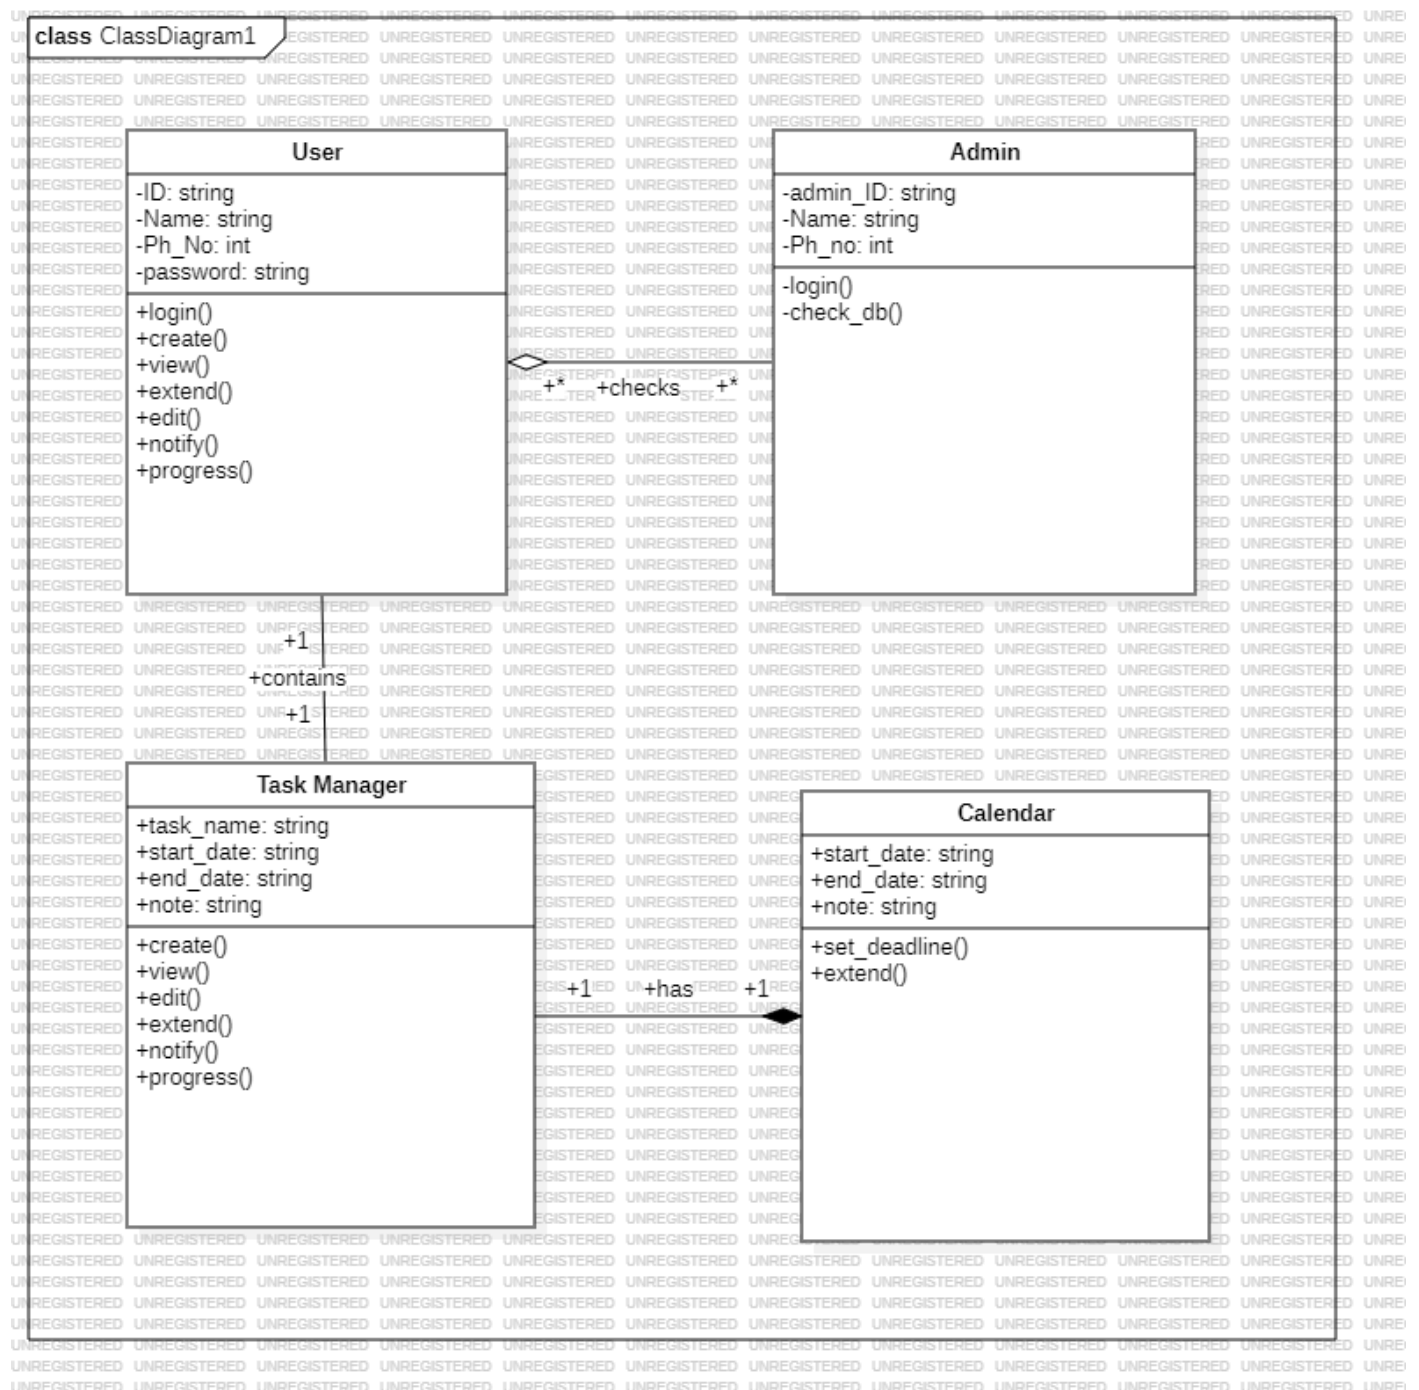 class ClassDiagram1
User
-ID: string
-Name: string
-Ph_No: int
-password: string
+login()
+create()
+view()
+extend()
+edit()
+notify()
+progress()
Admin
-admin_ID: string
-Name: string
-Ph_no: int
-login()
-check_db()
+* +checks +*
+1
+contains
+1
Task Manager
+task_name: string
+start_date: string
+end_date: string
+note: string
+create()
+view()
+edit()
+extend()
+notify()
+progress()
+1 +has +1
Calendar
+start_date: string
+end_date: string
+note: string
+set_deadline()
+extend()
UNREGISTERED